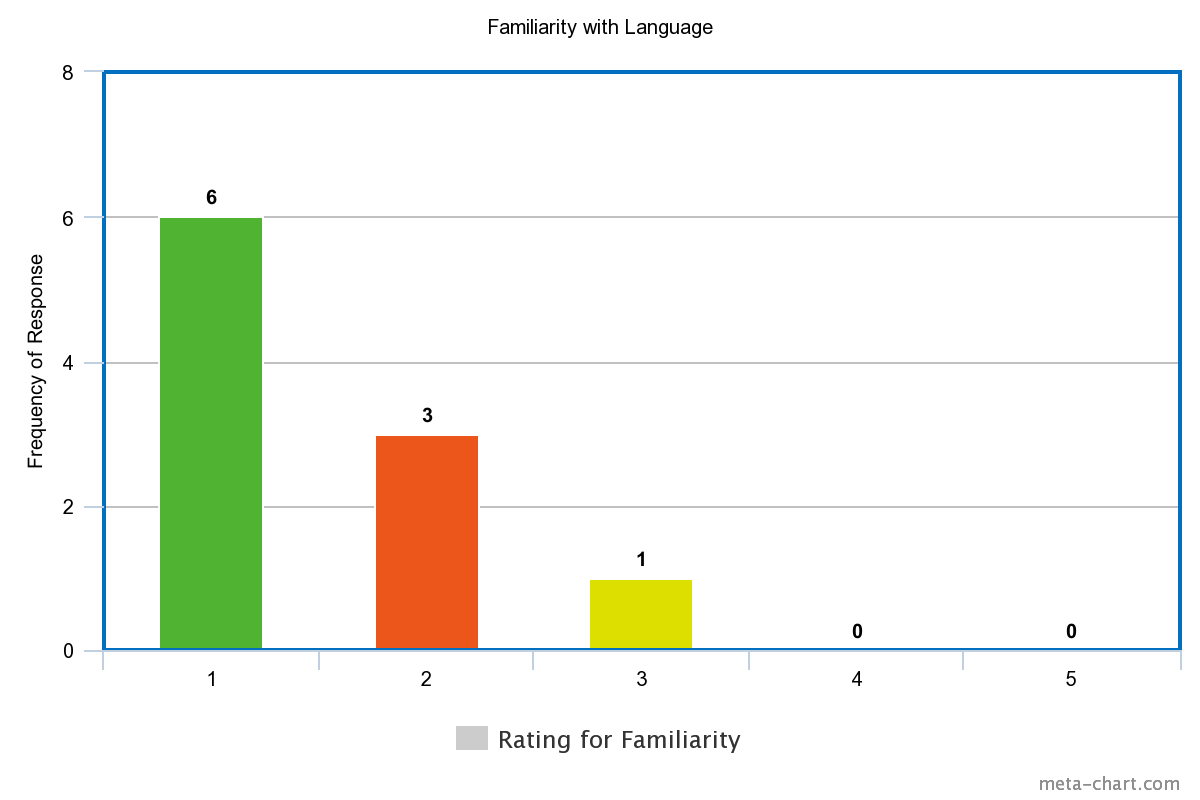 Familiarity with Language
8
6
4
2
0
Frequency of Response
6
3
1
0
0
1 2 3 4 5
Rating for Familiarity
meta-chart.com